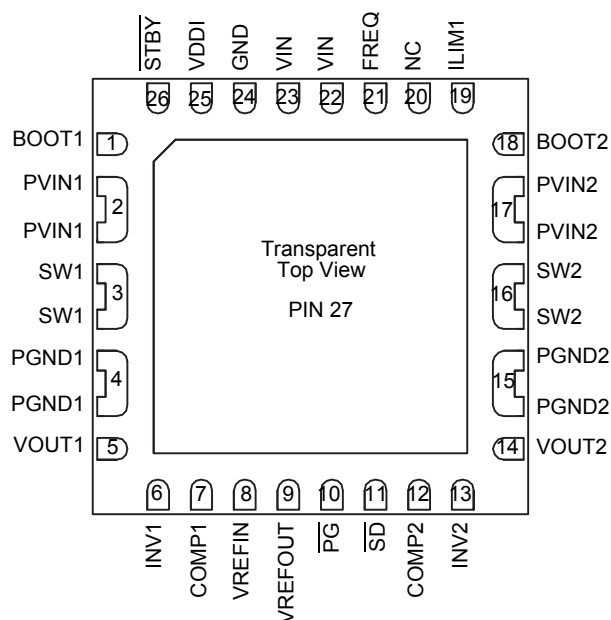 STBY
VDDI
GND
VIN
VIN
FREQ
NC
ILIM1
26
25
24
23
22
21
20
19
BOOT1
1
18
BOOT2
PVIN1
2
PVIN1
17
PVIN2
PVIN2
SW1
3
SW1
16
SW2
SW2
PGND1
4
PGND1
15
PGND2
PGND2
VOUT1
5
14
VOUT2
Transparent
Top View
PIN 27
6
7
8
9
10
11
12
13
INV1
COMP1
VREFIN
VREFOUT
PG
SD
COMP2
INV2